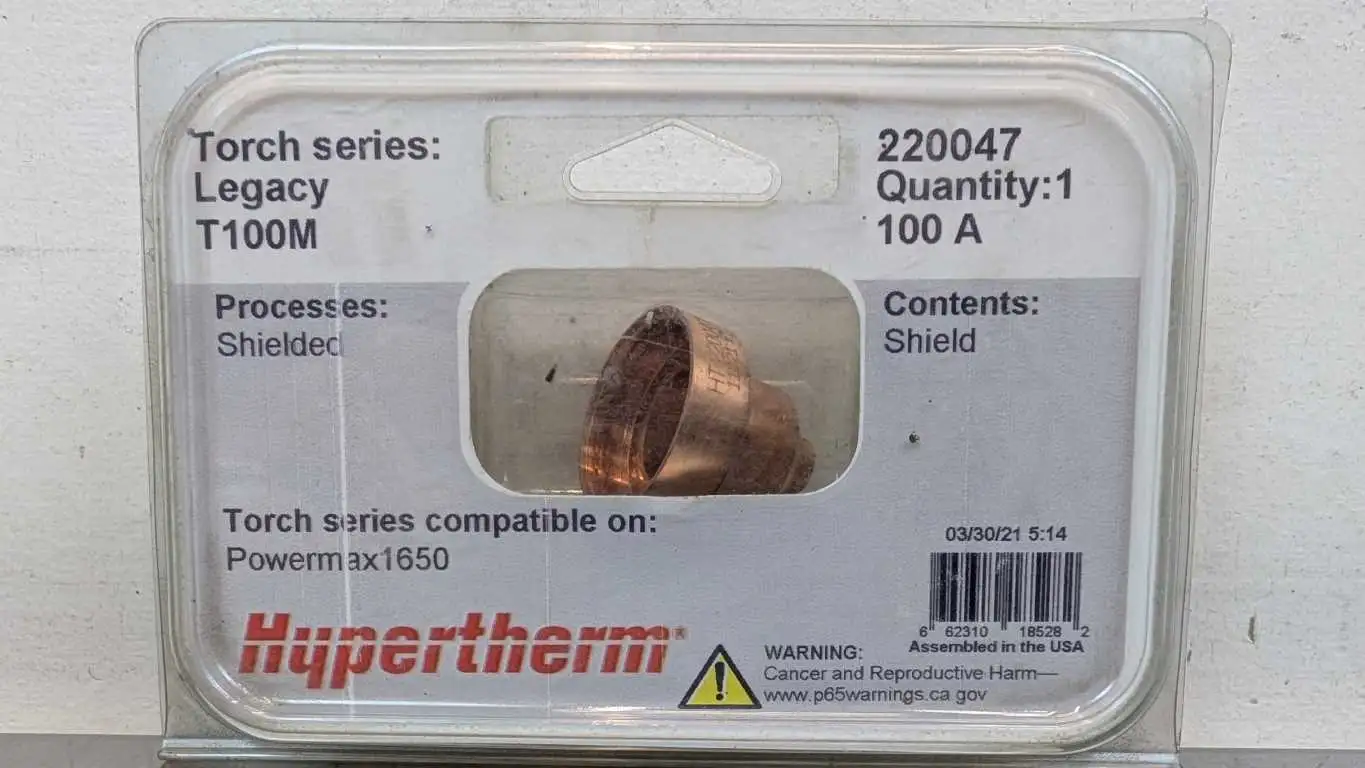 Torch series:
Legacy
T100M
220047
Quantity:1
100 A
Processes:
Shielded
Contents:
Shield
Torch series compatible on:
Powermax1650
03/30/21 5:14
6 62310 18528 2
Assembled in the USA
Hypertherm®
WARNING:
Cancer and Reproductive Harm—
www.p65warnings.ca gov